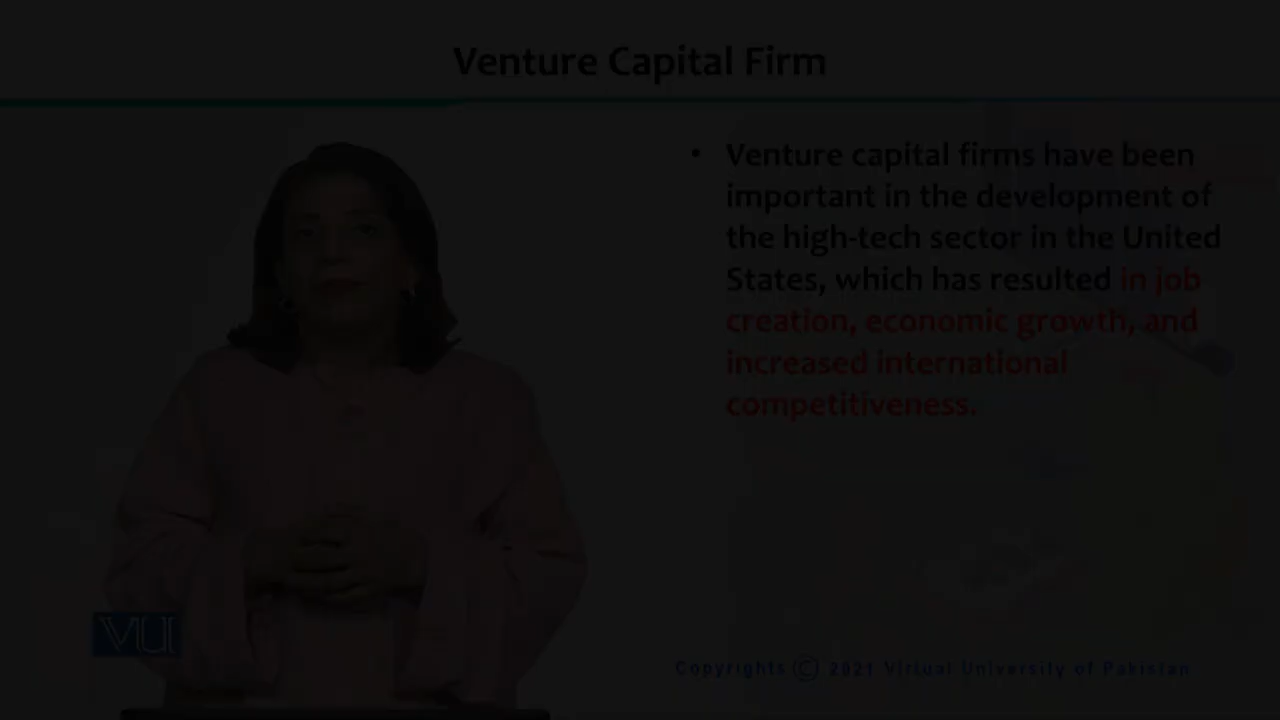 Venture Capital Firm
• Venture capital firms have been
important in the development of
the high-tech sector in the United
States, which has resulted in job
creation, economic growth, and
increased international
competitiveness.
VU
Copyrights © 2021 Virtual University of Pakistan